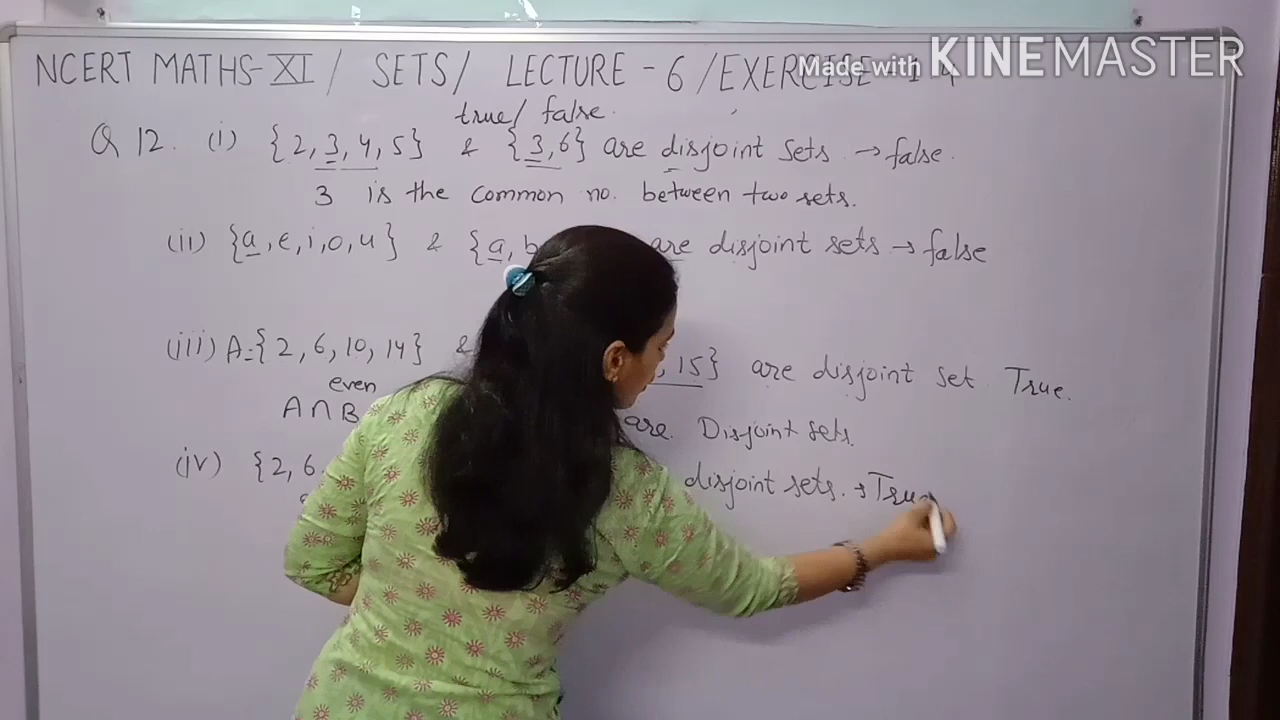 NCERT MATHS-XI / SETS / LECTURE - 6 / EXERCISE - 1.4
Made with KINEMASTER
true/ false.
Q 12. (i) {2, 3, 4, 5} & {3, 6} are disjoint sets → false.
3 is the common no. between two sets.
(ii) {a, e, i, o, u} & {a, b are disjoint sets → false
(iii) A = {2, 6, 10, 14} & , 15} are disjoint set True.
even
A∩B are Disjoint sets.
(iv) {2, 6 disjoint sets. → True